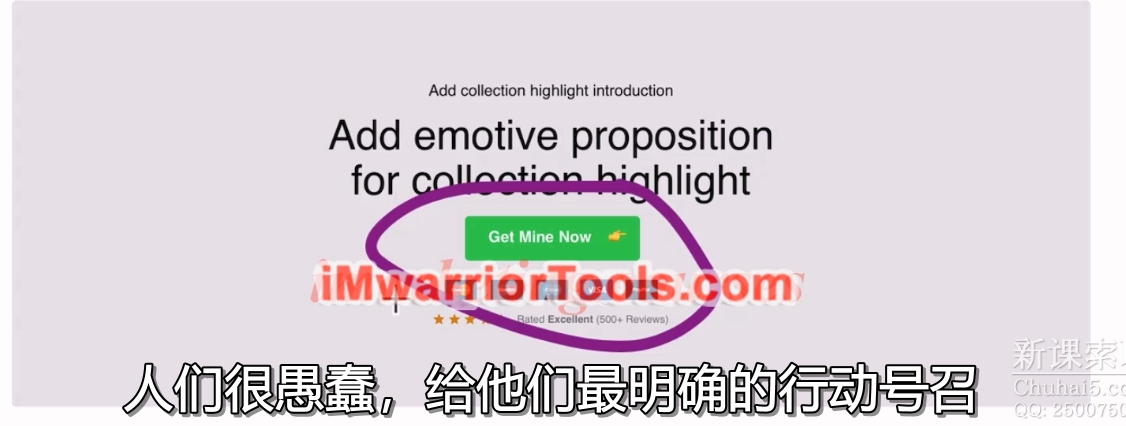 Add collection highlight introduction
Add emotive proposition
for collection highlight
Get Mine Now
iMwarriorTools.com
VISA
Rated Excellent (500+ Reviews)
人们很愚蠢，给他们最明确的行动号召
新课索
Chuhai5.c
QQ: 2500750